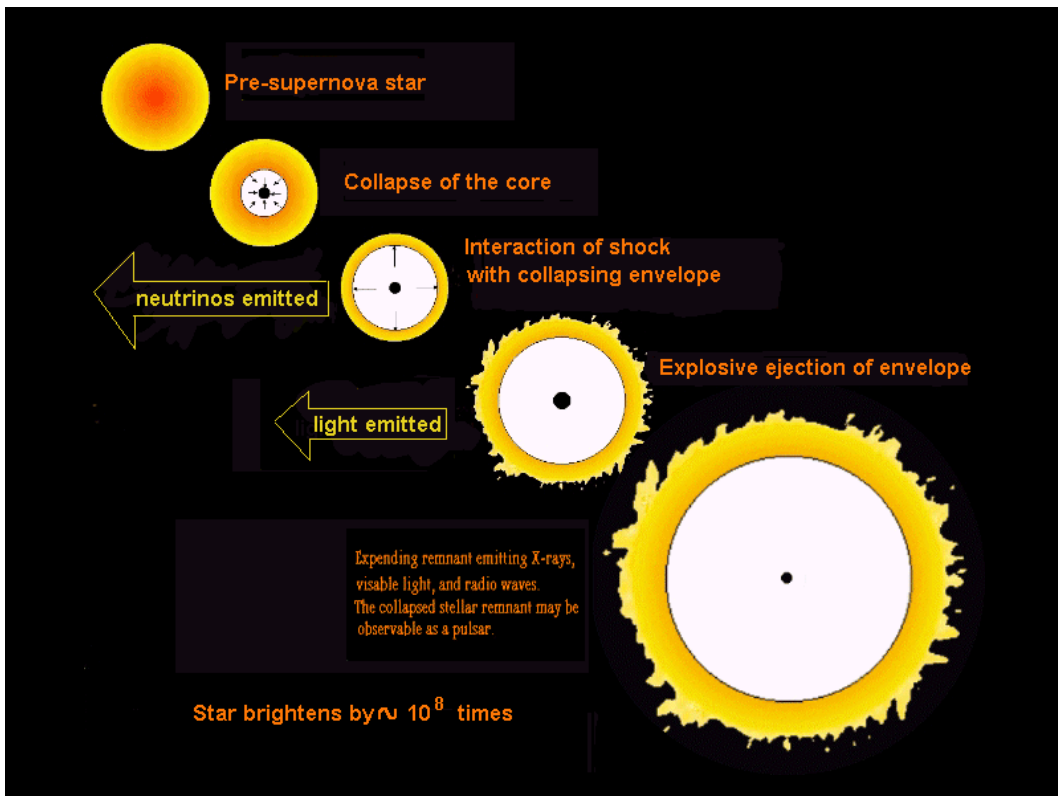 Pre-supernova star
Collapse of the core
Interaction of shock
with collapsing envelope
neutrinos emitted
Explosive ejection of envelope
light emitted
Expending remnant emitting X-rays,
visable light, and radio waves.
The collapsed stellar remnant may be
observable as a pulsar.
Star brightens by ~ 10⁸ times